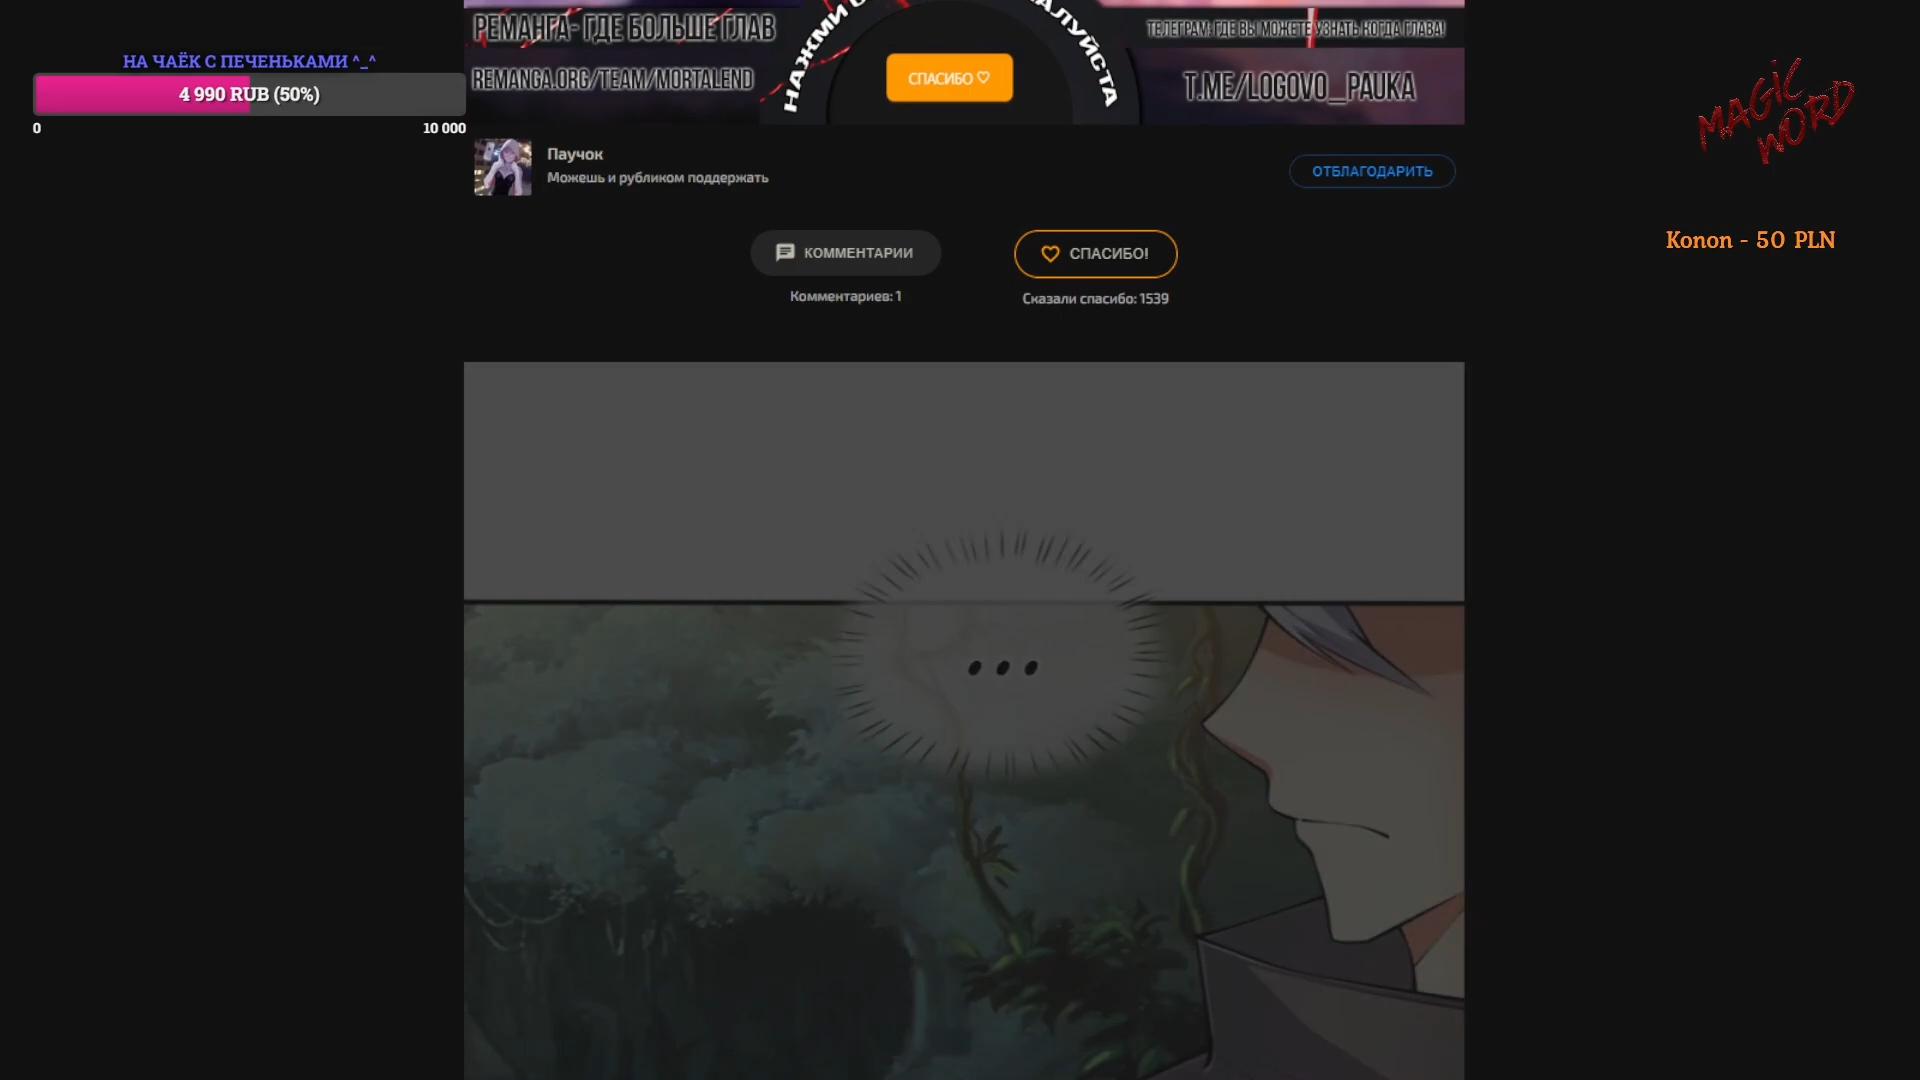 НА ЧАЁК С ПЕЧЕНЬКАМИ ^_^
4 990 RUB (50%)
0
10 000
РЕМАНГА- ГДЕ БОЛЬШЕ ГЛАВ
REMANGA.ORG/TEAM/MORTALEND
НАЖМИ
СПАСИБО ♡
ТЕЛЕГРАМ: ГДЕ ВЫ МОЖЕТЕ УЗНАТЬ КОГДА ГЛАВА!
T.ME/LOGOVO_PAUKA
MAGIC
WORD
Konon - 50 PLN
Паучок
Можешь и рубликом поддержать
ОТБЛАГОДАРИТЬ
КОММЕНТАРИИ
СПАСИБО!
Комментариев: 1
Сказали спасибо: 1539
...